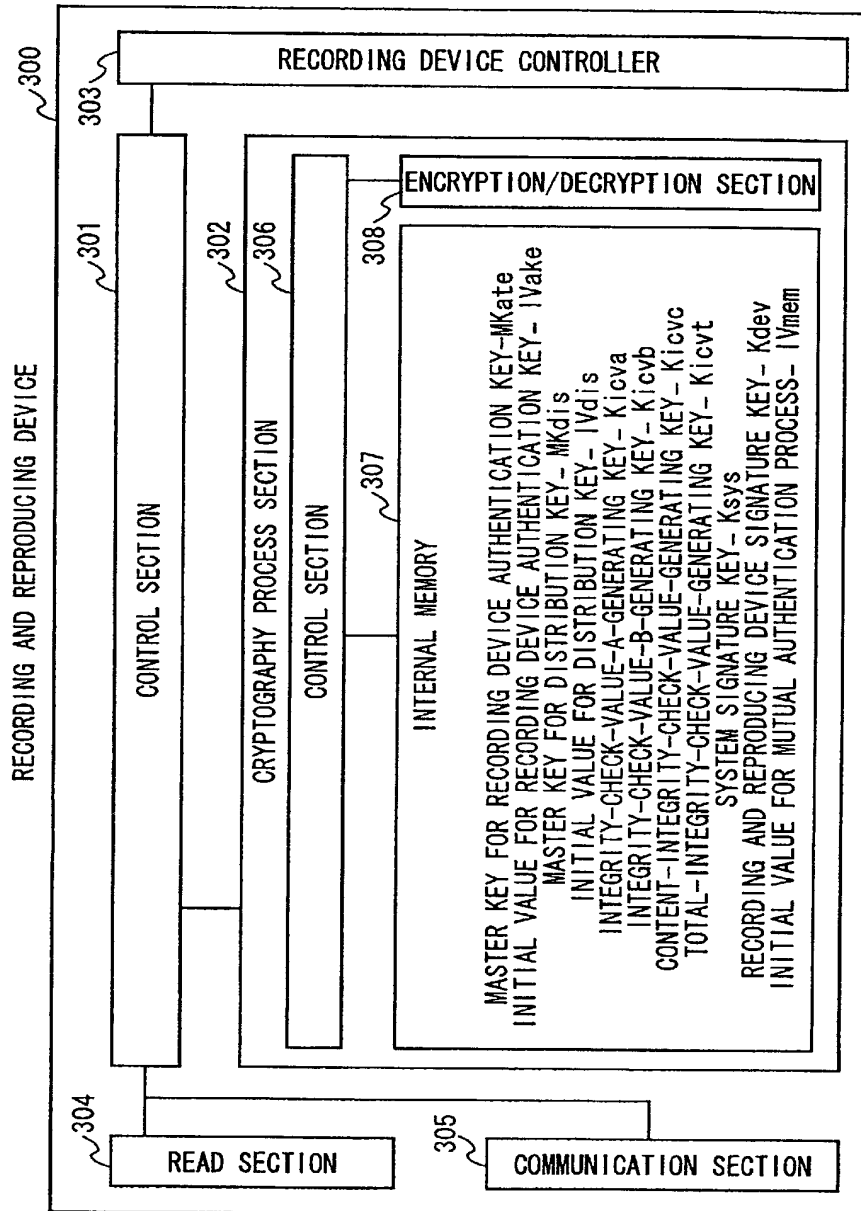 RECORDING AND REPRODUCING DEVICE
300
301
CONTROL SECTION
303
RECORDING DEVICE CONTROLLER
302
CRYPTOGRAPHY PROCESS SECTION
306
CONTROL SECTION
304
READ SECTION
305
COMMUNICATION SECTION
307
INTERNAL MEMORY
MASTER KEY FOR RECORDING DEVICE AUTHENTICATION KEY-MKate
INITIAL VALUE FOR RECORDING DEVICE AUTHENTICATION KEY- IVake
MASTER KEY FOR DISTRIBUTION KEY- MKdis
INITIAL VALUE FOR DISTRIBUTION KEY- IVdis
INTEGRITY-CHECK-VALUE-A-GENERATING KEY- Kicva
INTEGRITY-CHECK-VALUE-B-GENERATING KEY- Kicvb
CONTENT-INTEGRITY-CHECK-VALUE-GENERATING KEY-Kicvc
TOTAL-INTEGRITY-CHECK-VALUE-GENERATING KEY-Kicvt
SYSTEM SIGNATURE KEY- Ksys
RECORDING AND REPRODUCING DEVICE SIGNATURE KEY- Kdev
INITIAL VALUE FOR MUTUAL AUTHENTICATION PROCESS- IVmem
308
ENCRYPTION/DECRYPTION SECTION